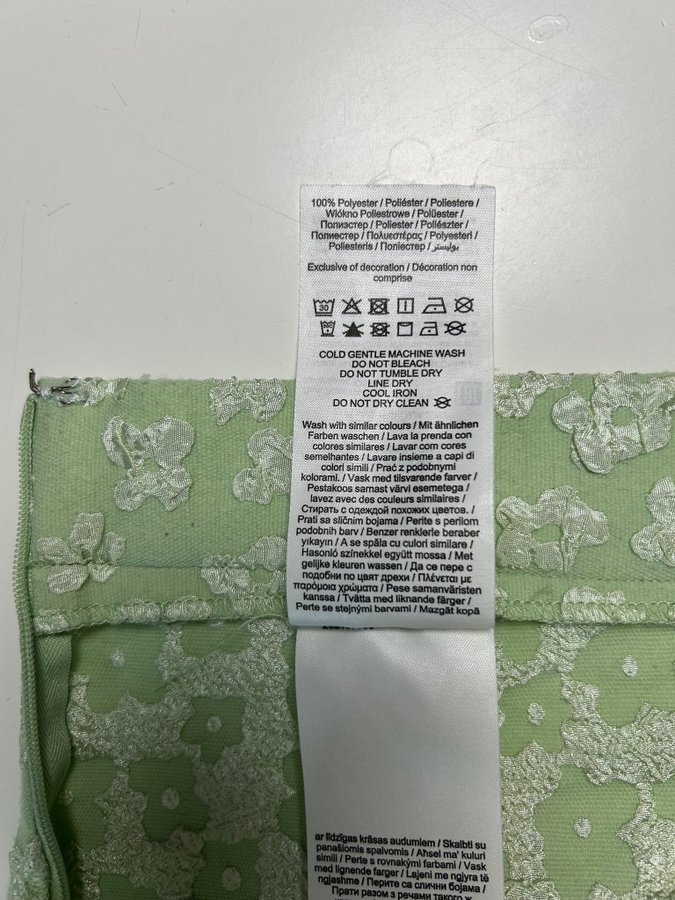 100% Polyester / Poliéster / Poliestere /
Włókno Poliestrowe / Polüester /
Полиэстер / Poliester / Poliészter /
Полиестер / Πολυεστέρας / Polyesteri /
Poliesteris / Поліестер / بوليستر
Exclusive of decoration / Décoration non
comprise
30
COLD GENTLE MACHINE WASH
DO NOT BLEACH
DO NOT TUMBLE DRY
LINE DRY
COOL IRON
DO NOT DRY CLEAN
Wash with similar colours / Mit ähnlichen
Farben waschen / Lava la prenda con
colores similares / Lavar com cores
semelhantes / Lavare insieme a capi di
colori simili / Prać z podobnymi
kolorami. / Vask med tilsvarende farver /
Pestakoos samast värvi esemetega /
lavez avec des couleurs similaires /
Стирать с одеждой похожих цветов. /
Prati sa sličnim bojama / Perite s perilom
podobnih barv / Benzer renklerle beraber
yıkayın / A se spăla cu culori similare /
Hasonló színekkel együtt mossa / Met
gelijke kleuren wassen / Да се пере с
подобни по цвят дрехи / Πλένεται με
παρόμοια χρώματα / Pese samanväristen
kanssa / Tvätta med liknande färger /
Perte se stejnými barvami / Mazgāt kopā
ar līdzīgas krāsas audumiem / Skalbti su
panašiomis spalvomis / Aħsel ma' kuluri
simili / Perte s rovnakými farbami / Vask
med lignende farger / Lajeni me ngjyra të
ngjashme / Перите са слични бојама /
Прати разом з речами такого ж